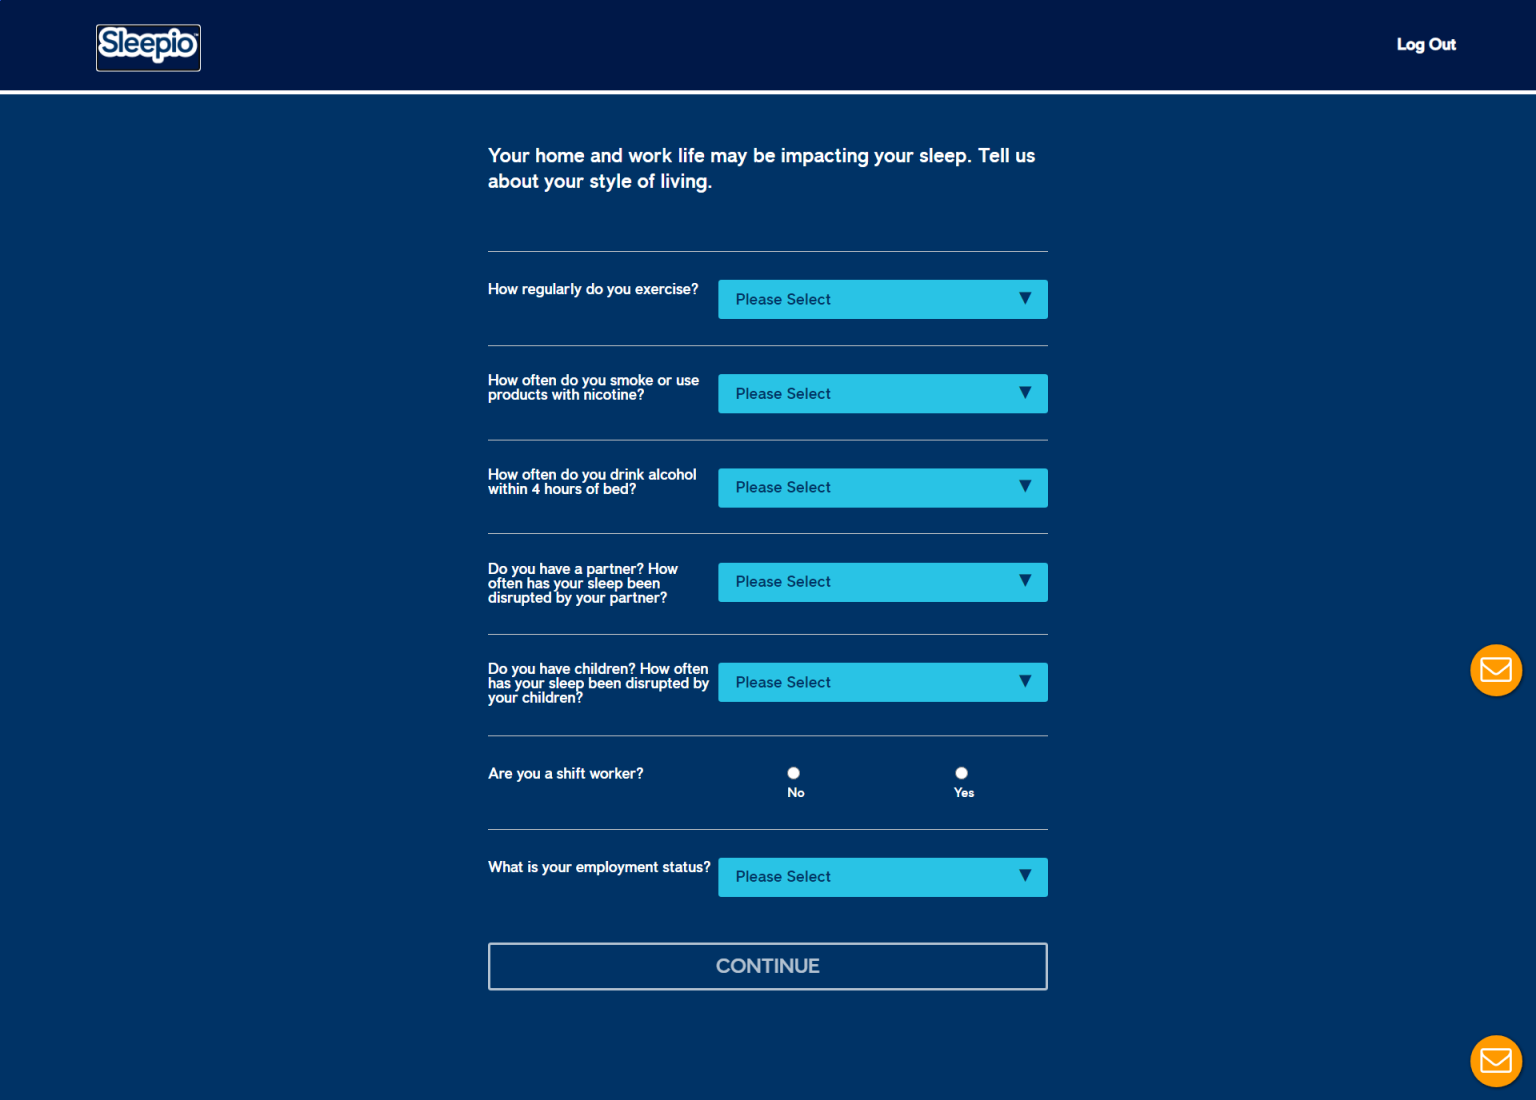 Sleepio™
Log Out
Your home and work life may be impacting your sleep. Tell us
about your style of living.
How regularly do you exercise?
Please Select
How often do you smoke or use
products with nicotine?
Please Select
How often do you drink alcohol
within 4 hours of bed?
Please Select
Do you have a partner? How
often has your sleep been
disrupted by your partner?
Please Select
Do you have children? How often
has your sleep been disrupted by
your children?
Please Select
Are you a shift worker?
No
Yes
What is your employment status?
Please Select
CONTINUE